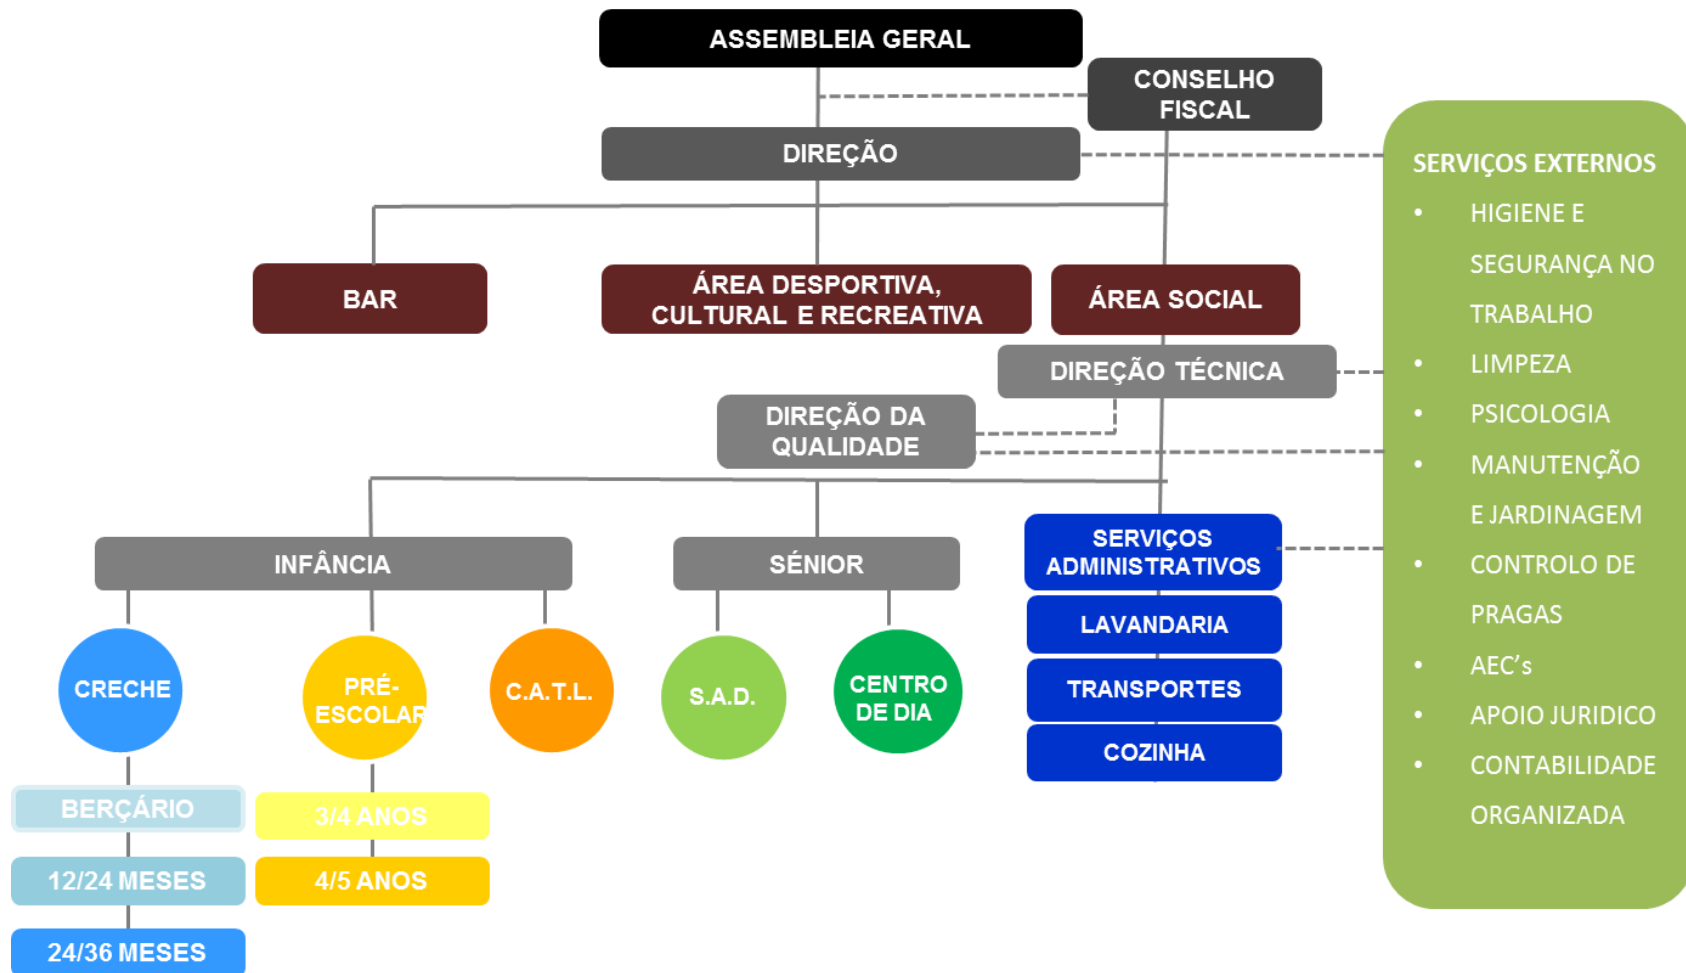 ASSEMBLEIA GERAL
CONSELHO
FISCAL
DIREÇÃO
BAR
ÁREA DESPORTIVA,
CULTURAL E RECREATIVA
ÁREA SOCIAL
DIREÇÃO TÉCNICA
DIREÇÃO DA
QUALIDADE
INFÂNCIA
SÉNIOR
SERVIÇOS
ADMINISTRATIVOS
LAVANDARIA
TRANSPORTES
COZINHA
CRECHE
PRÉ-
ESCOLAR
C.A.T.L.
S.A.D.
CENTRO
DE DIA
BERÇÁRIO
12/24 MESES
24/36 MESES
3/4 ANOS
4/5 ANOS
SERVIÇOS EXTERNOS
• HIGIENE E
SEGURANÇA NO
TRABALHO
• LIMPEZA
• PSICOLOGIA
• MANUTENÇÃO
E JARDINAGEM
• CONTROLO DE
PRAGAS
• AEC’s
• APOIO JURIDICO
• CONTABILIDADE
ORGANIZADA